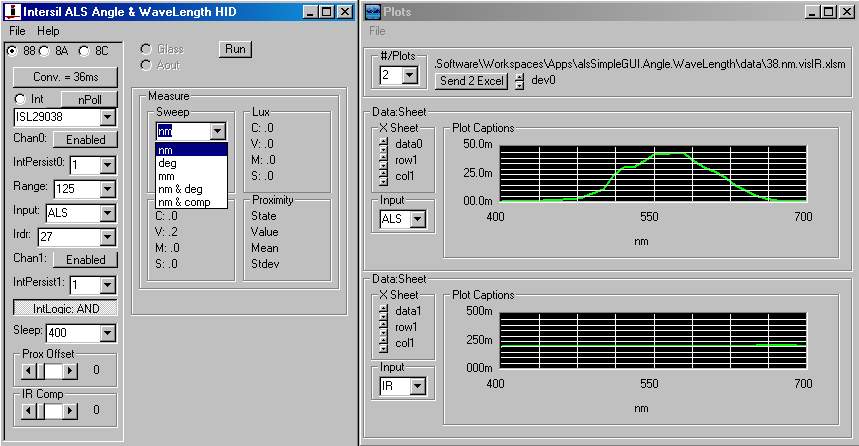 Intersil ALS Angle & WaveLength HID
File Help
88 8A 8C
Conv. = 36ms
Int nPoll
ISL29038
Chan0: Enabled
IntPersist0: 1
Range: 125
Input: ALS
Irdr: 27
Chan1: Enabled
IntPersist1: 1
IntLogic: AND
Sleep: 400
Prox Offset
0
IR Comp
0
Glass
Aout
Run
Measure
Sweep
nm
nm
deg
mm
nm & deg
nm & comp
Lux
C: .0
V: .0
M: .0
S: .0
C: .0
V: .2
M: .0
S: .0
Proximity
State
Value
Mean
Stdev
Plots
File
#/Plots
2
.Software\Workspaces\Apps\alsSimpleGUI.Angle.WaveLength\data\38.nm.visIR.xlsm
Send 2 Excel dev0
Data:Sheet
X Sheet
data0
row1
col1
Input
ALS
Plot Captions
50.0m
25.0m
00.0m
400 550 700
nm
Data:Sheet
X Sheet
data1
row1
col1
Input
IR
Plot Captions
500m
250m
000m
400 550 700
nm